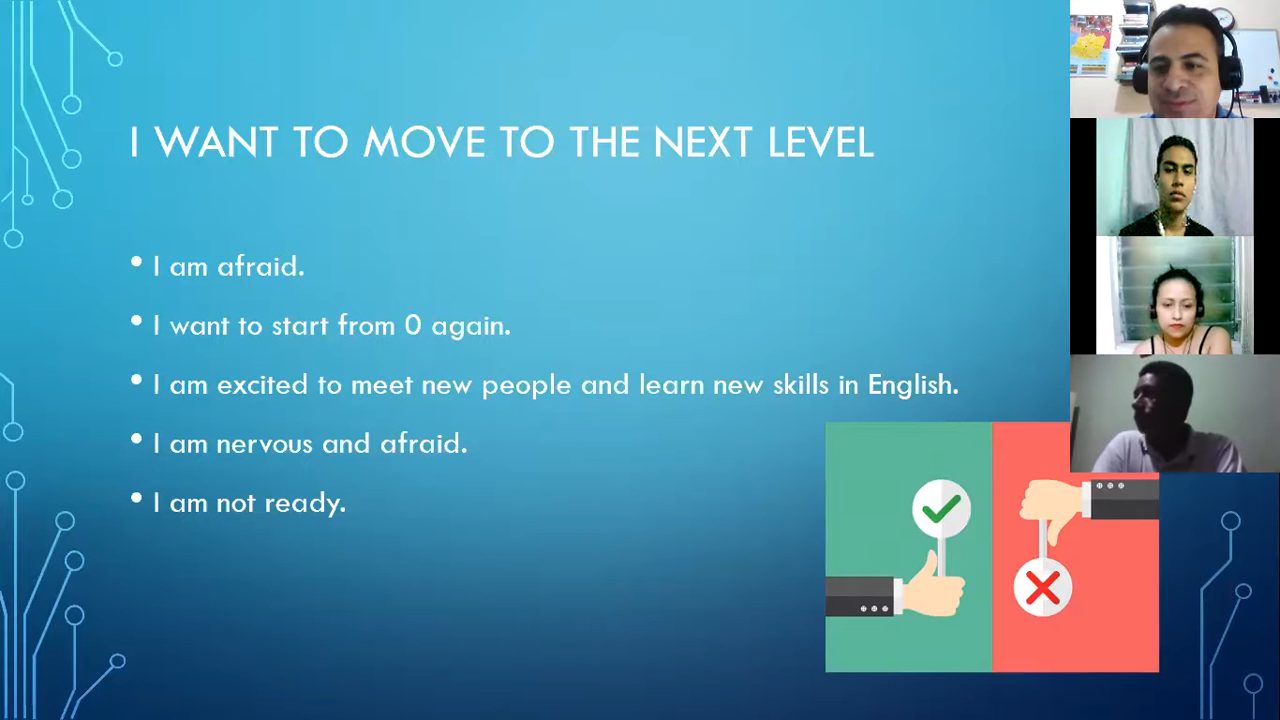 I WANT TO MOVE TO THE NEXT LEVEL
• I am afraid.
• I want to start from 0 again.
• I am excited to meet new people and learn new skills in English.
• I am nervous and afraid.
• I am not ready.